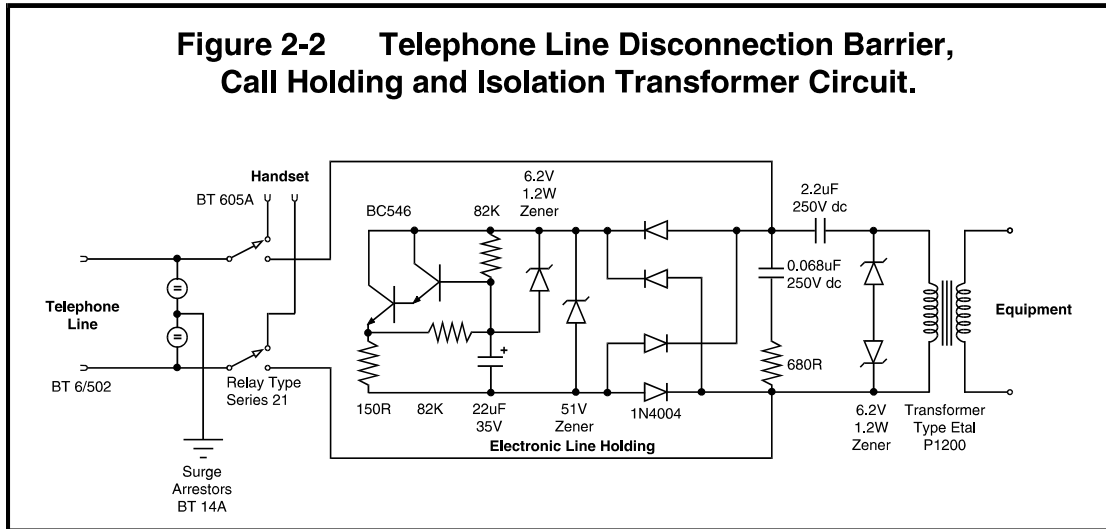 Figure 2-2 Telephone Line Disconnection Barrier,
Call Holding and Isolation Transformer Circuit.
Handset
BT 605A
Telephone
Line
BT 6/502
Relay Type
Series 21
Surge
Arrestors
BT 14A
BC546
82K
6.2V
1.2W
Zener
150R
82K
22uF
35V
+
51V
Zener
1N4004
Electronic Line Holding
2.2uF
250V dc
0.068uF
250V dc
680R
6.2V
1.2W
Zener
Transformer
Type Etal
P1200
Equipment